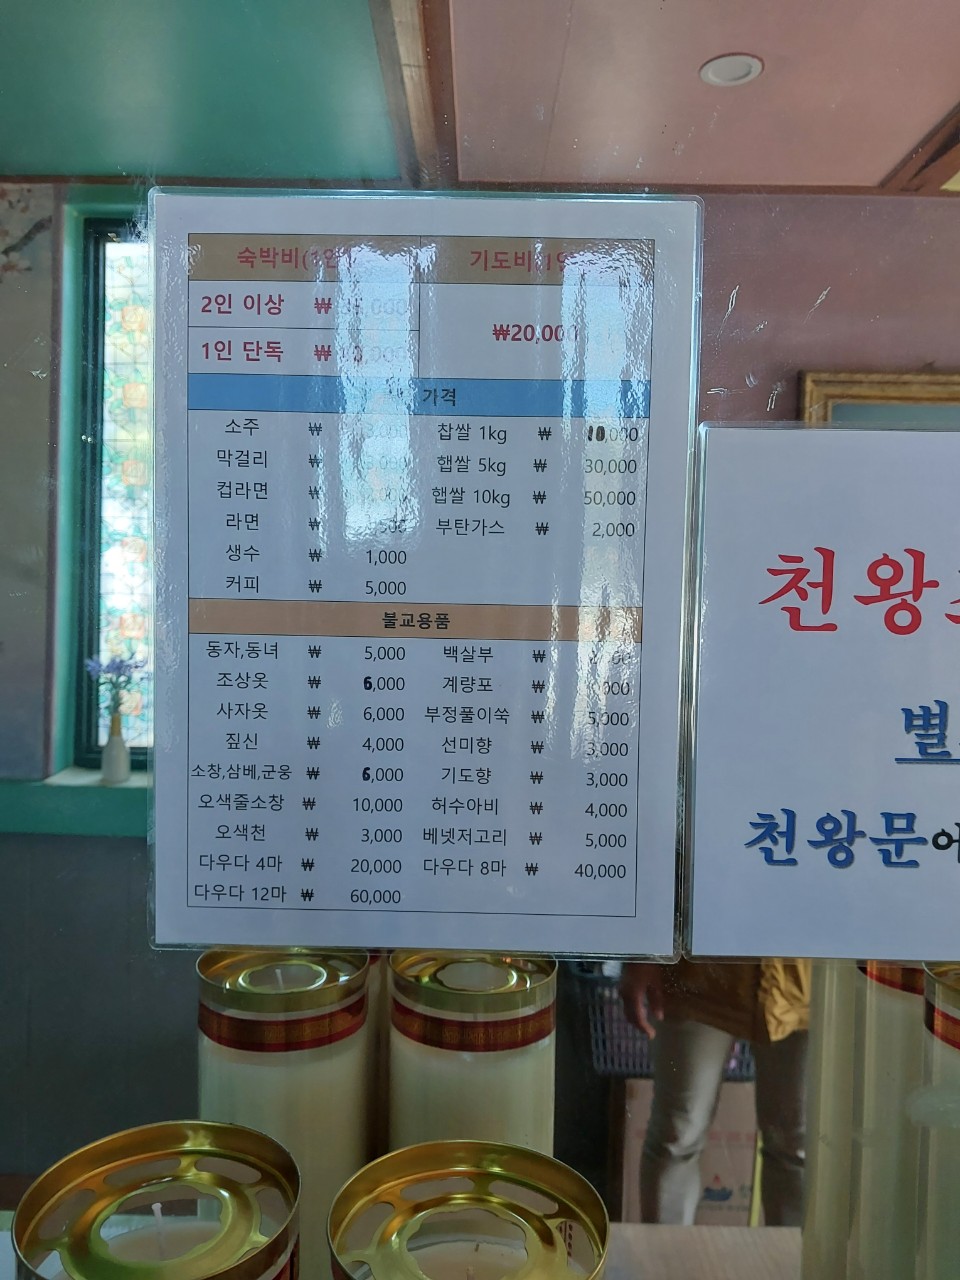 숙박비(1인)
기도비(1인)
2인 이상 ₩
₩20,000
1인 단독 ₩
가격
소주 ₩ 찹쌀 1kg ₩ 10,000
막걸리 ₩ 햅쌀 5kg ₩ 30,000
컵라면 ₩ 햅쌀 10kg ₩ 50,000
라면 ₩ 부탄가스 ₩ 2,000
생수 ₩ 1,000
커피 ₩ 5,000
불교용품
동자,동녀 ₩ 5,000 백살부 ₩
조상옷 ₩ 6,000 계량포 ₩
사자옷 ₩ 6,000 부정풀이쑥 ₩ 5,000
짚신 ₩ 4,000 선미향 ₩ 3,000
소창,삼베,군웅 ₩ 6,000 기도향 ₩ 3,000
오색줄소창 ₩ 10,000 허수아비 ₩ 4,000
오색천 ₩ 3,000 베넷저고리 ₩ 5,000
다우다 4마 ₩ 20,000 다우다 8마 ₩ 40,000
다우다 12마 ₩ 60,000
천왕
별
천왕문에